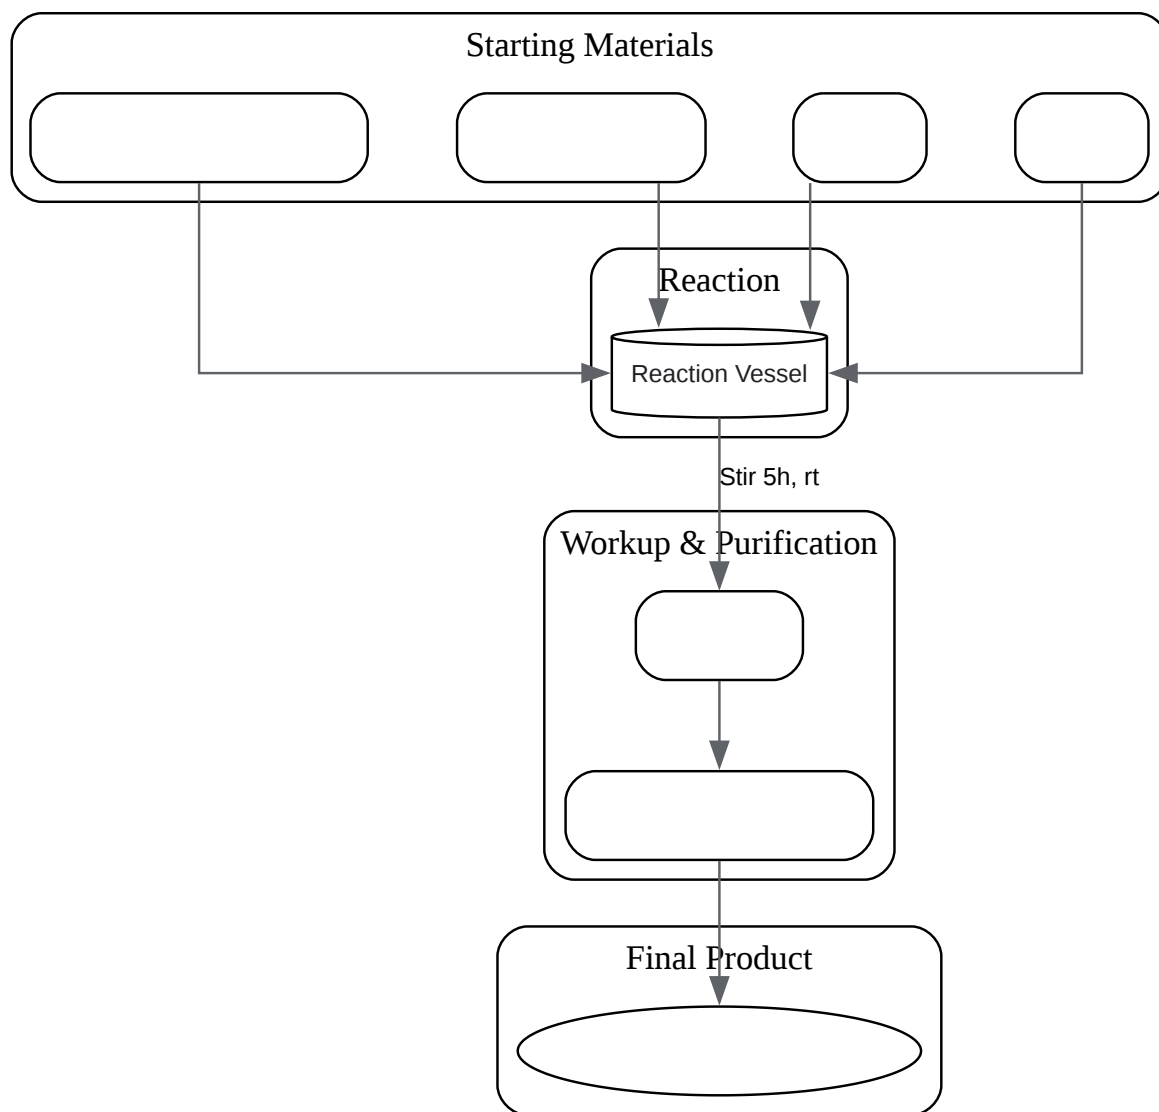 Starting Materials
Reaction
Reaction Vessel
Stir 5h, rt
Workup & Purification
Final Product